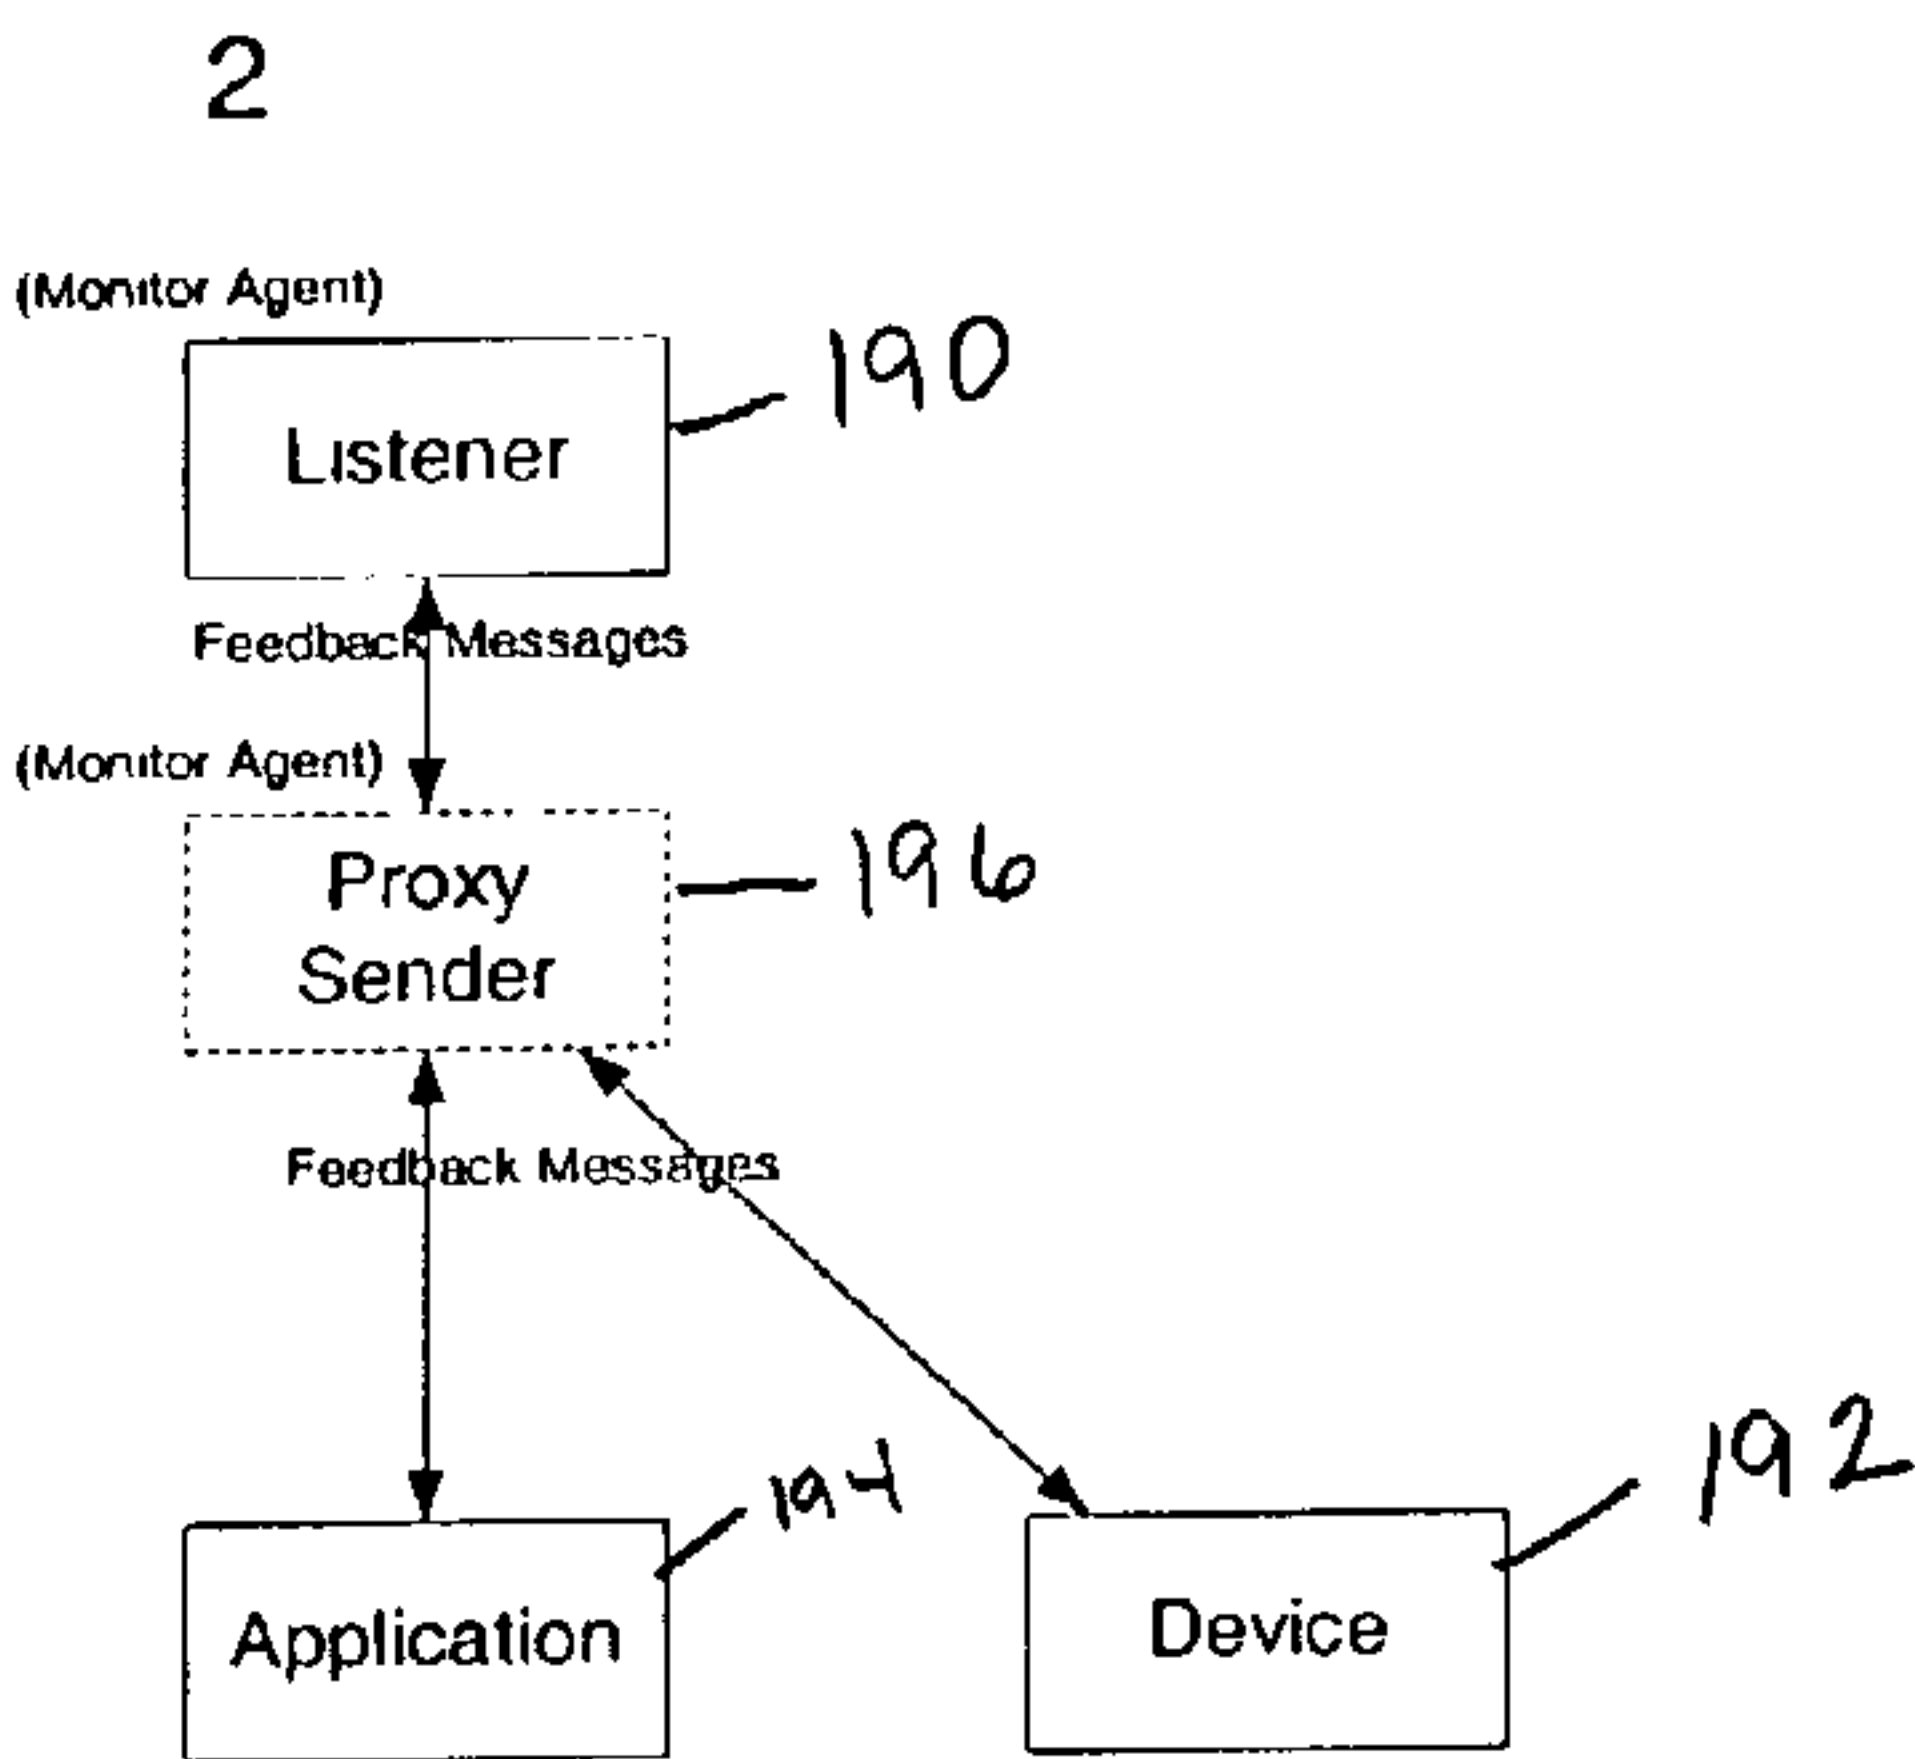 2
(Monitor Agent)
Listener
190
Feedback Messages
(Monitor Agent)
Proxy
Sender
196
Feedback Messages
194
192
Application
Device